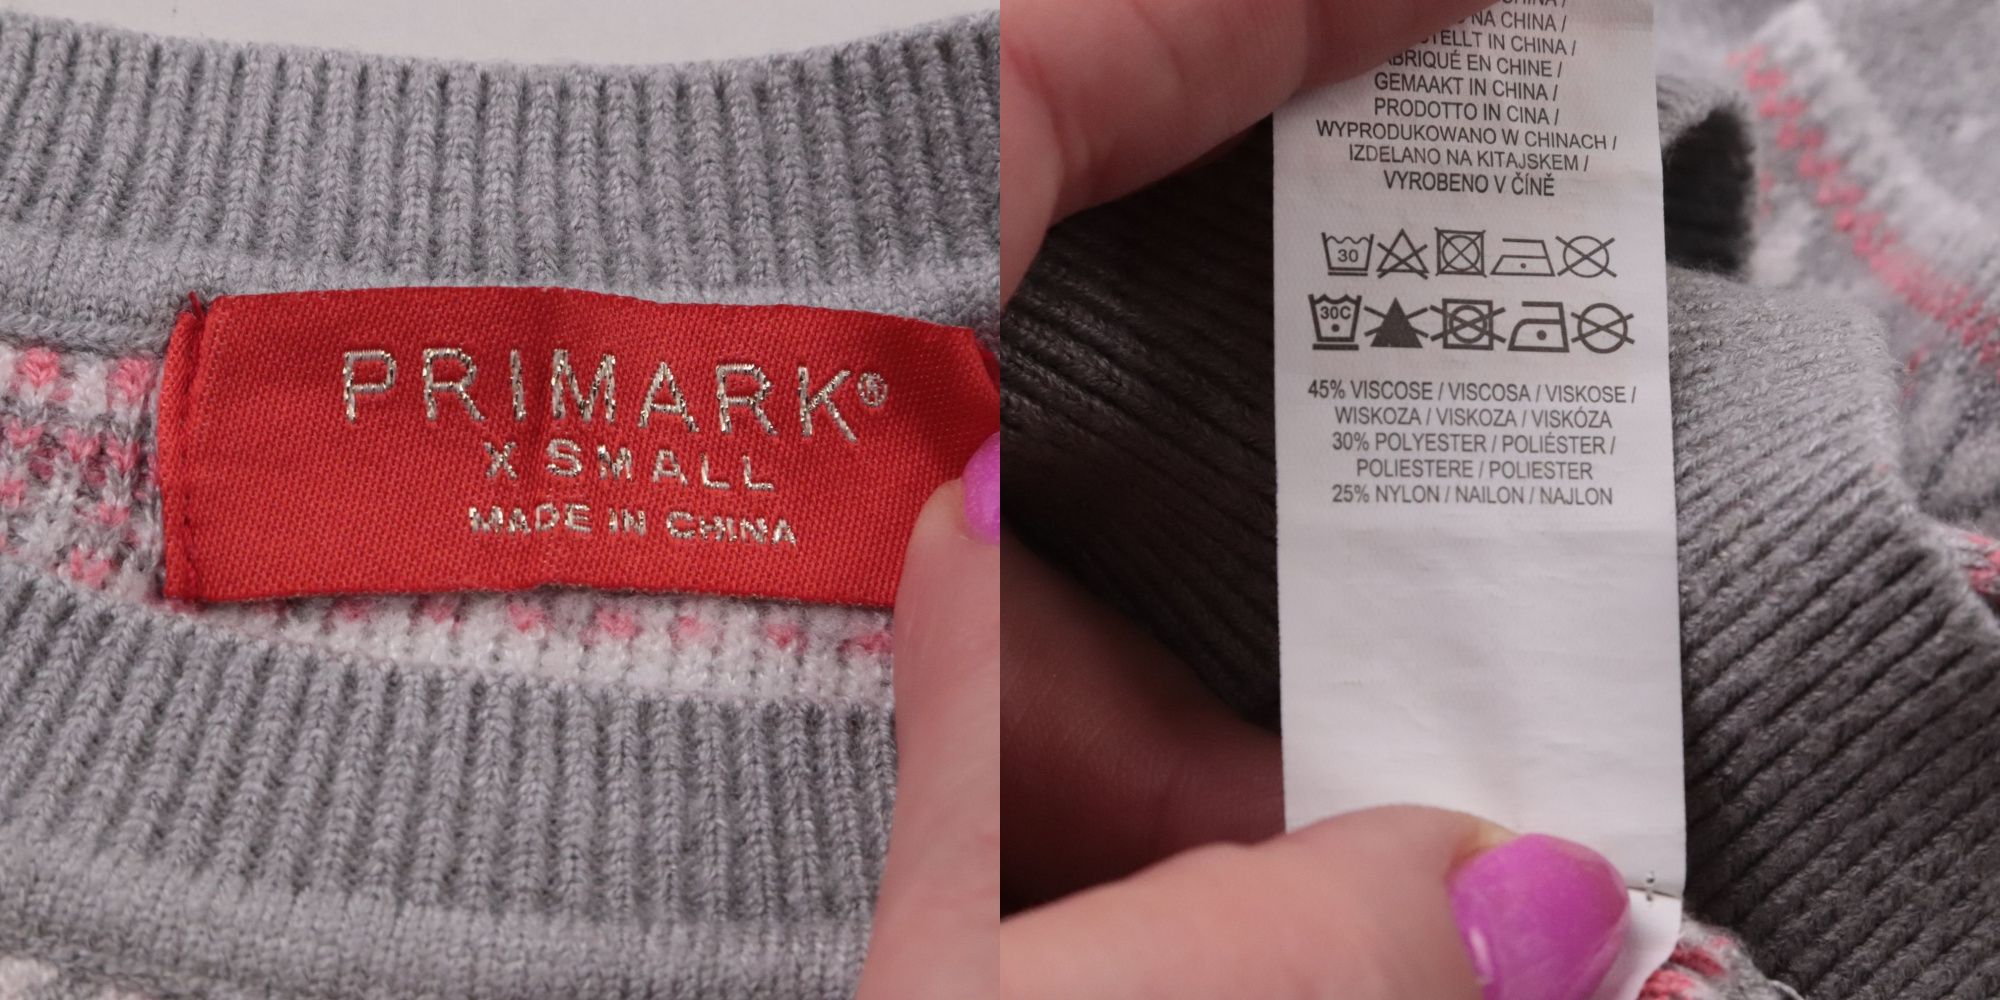 PRIMARK®
X SMALL
MADE IN CHINA
CHINA /
NA CHINA /
IN CHINA /
EN CHINE /
GEMAAKT IN CHINA /
PRODOTTO IN CINA /
WYPRODUKOWANO W CHINACH /
IZDELANO NA KITAJSKEM /
VYROBENO V ČÍNĚ
30
30C
45% VISCOSE / VISCOSA / VISKOSE /
WISKOZA / VISKOZA / VISKÓZA
30% POLYESTER / POLIÉSTER /
POLIESTERE / POLIESTER
25% NYLON / NAILON / NAJLON